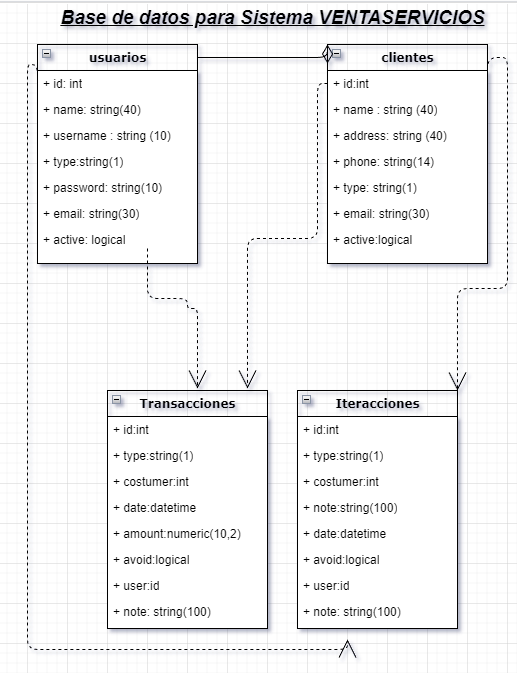 Base de datos para Sistema VENTASERVICIOS
usuarios
+ id: int
+ name: string(40)
+ username : string (10)
+ type:string(1)
+ password: string(10)
+ email: string(30)
+ active: logical
clientes
+ id:int
+ name : string (40)
+ address: string (40)
+ phone: string(14)
+ type: string(1)
+ email: string(30)
+ active:logical
Transacciones
+ id:int
+ type:string(1)
+ costumer:int
+ date:datetime
+ amount:numeric(10,2)
+ avoid:logical
+ user:id
+ note: string(100)
Iteracciones
+ id:int
+ type:string(1)
+ costumer:int
+ note:string(100)
+ date:datetime
+ avoid:logical
+ user:id
+ note: string(100)